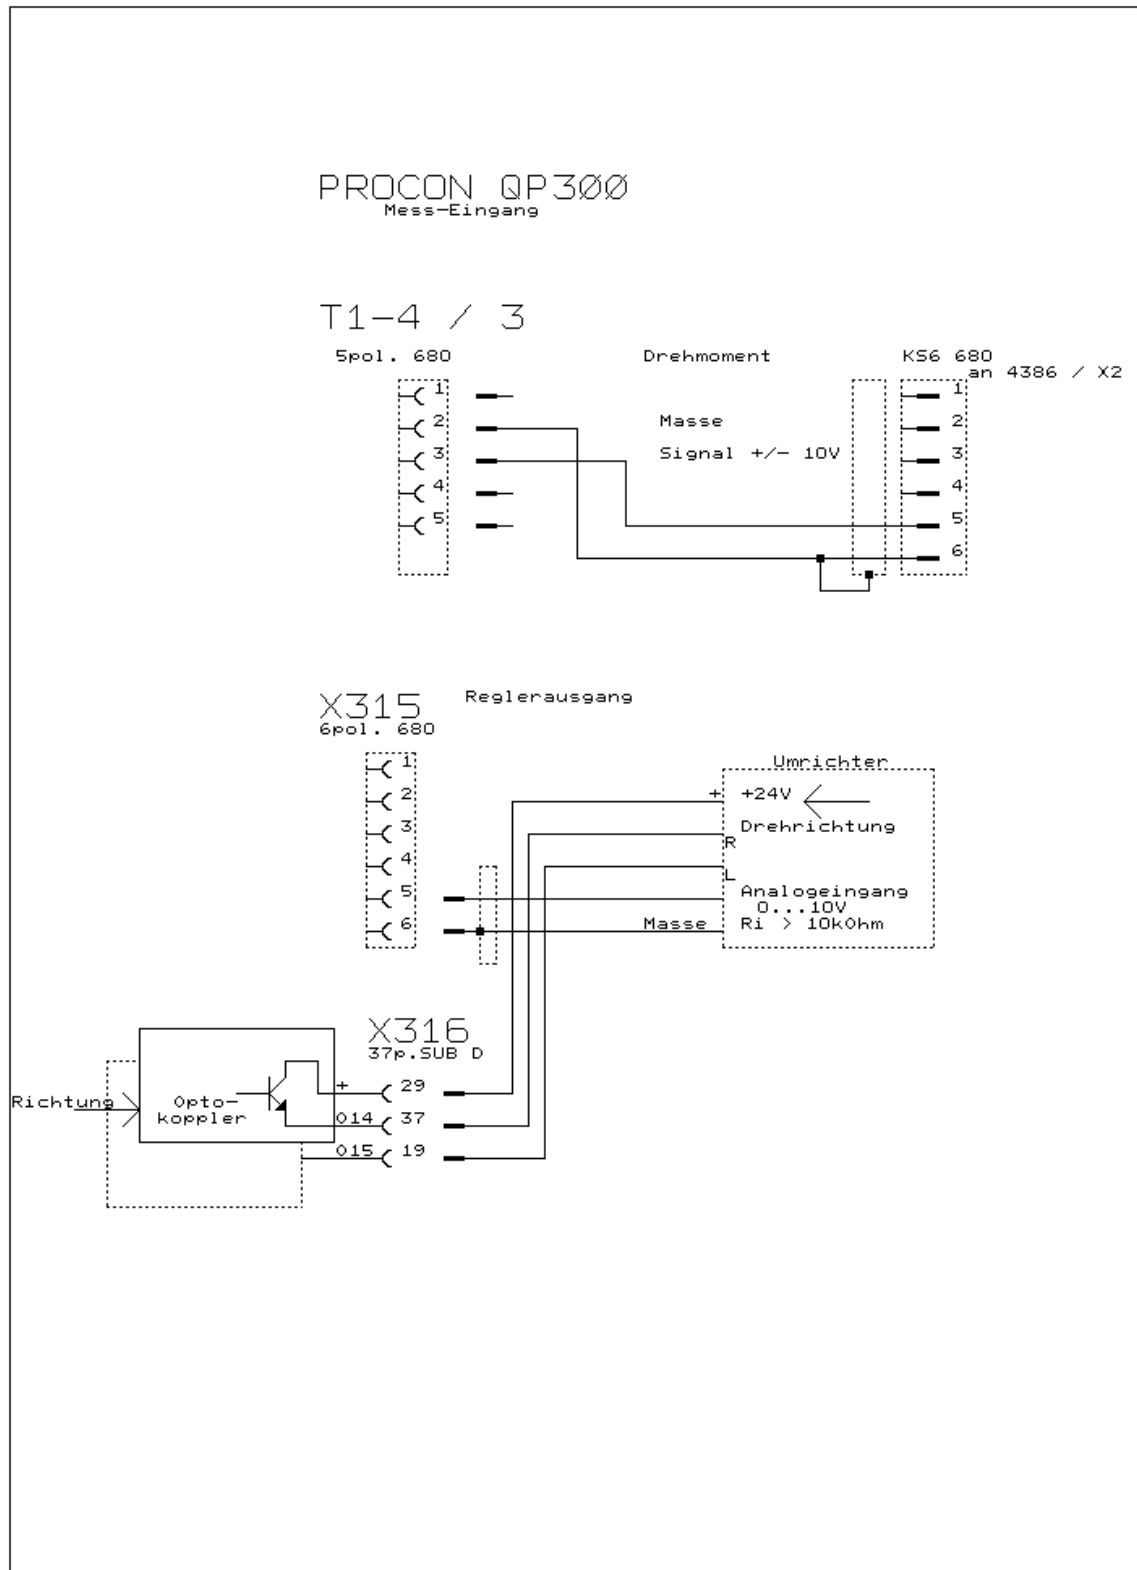 PROCON QP300
Mess-Eingang
T1-4 / 3
5pol. 680 Drehmoment KS6 680
an 4386 / X2
1 1
2 Masse 2
3 Signal +/- 10V 3
4 4
5 5
6
X315 Reglerausgang
6pol. 680
1 Umrichter
2 + +24V
3 Drehrichtung
R
4 L
5 Analogeingang
0...10V
6 Masse Ri > 10kOhm
X316
37p.SUB D
+ 29
Richtung Opto-
koppler 014 37
015 19